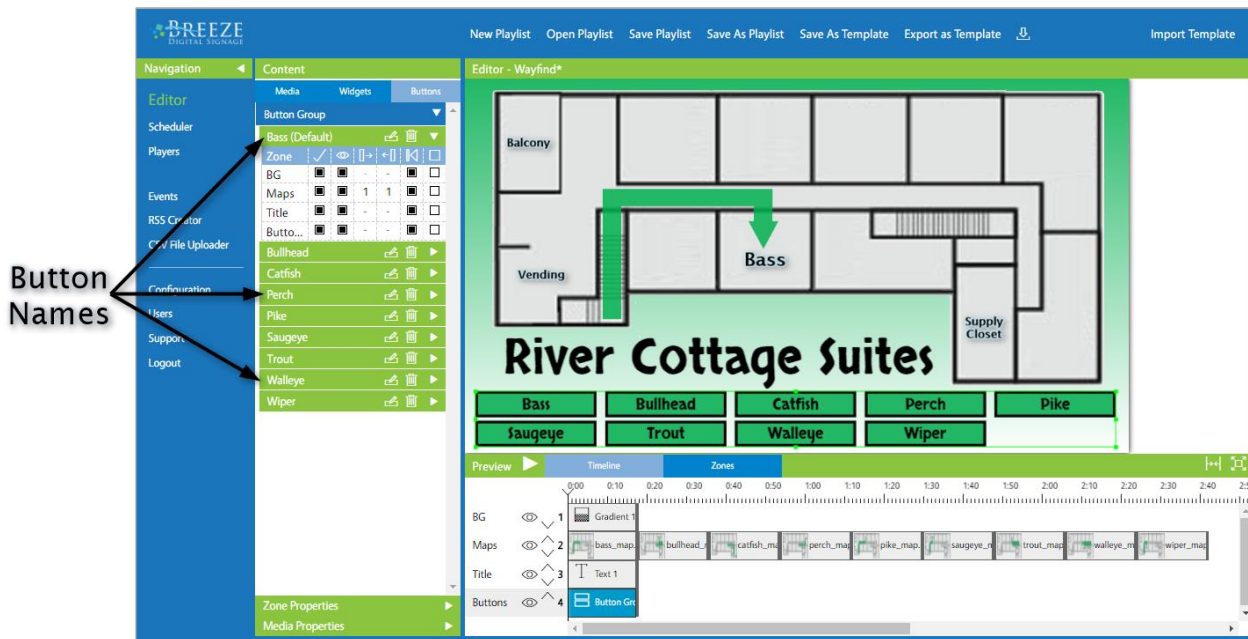 BREEZE
DIGITAL SIGNAGE
New Playlist Open Playlist Save Playlist Save As Playlist Save As Template Export as Template Import Template
Navigation
Editor
Scheduler
Players
Events
RSS Creator
CSV File Uploader
Configuration
Users
Support
Logout
Button
Names
Content
Media Widgets Buttons
Button Group
Bass (Default)
Zone
BG - -
Maps 1 1
Title - -
Butto... - -
Bullhead
Catfish
Perch
Pike
Saugeye
Trout
Walleye
Wiper
Zone Properties
Media Properties
Editor - Wayfind*
Balcony
Bass
Vending
Supply
Closet
River Cottage Suites
Bass Bullhead Catfish Perch Pike
Saugeye Trout Walleye Wiper
Preview Timeline Zones
0:00 0:10 0:20 0:30 0:40 0:50 1:00 1:10 1:20 1:30 1:40 1:50 2:00 2:10 2:20 2:30 2:40
BG 1 Gradient 1
Maps 2 bass_map. bullhead_ catfish_ma perch_map pike_map. saugeye_ trout_map walleye_m wiper_map
Title 3 Text 1
Buttons 4 Button Gro